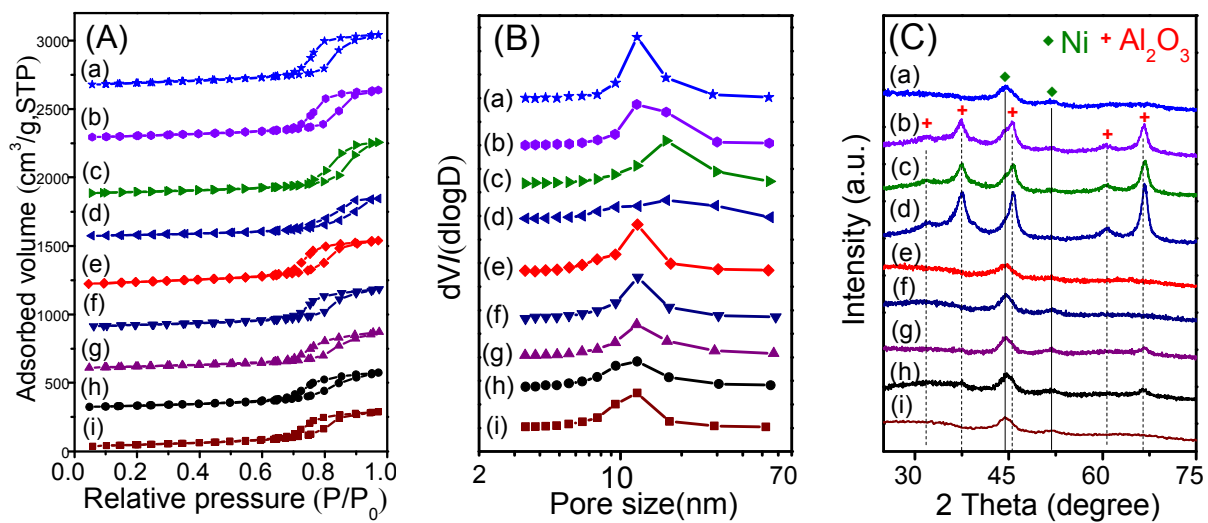 (A)
Adsorbed volume (cm³/g,STP)
3000
2500
2000
1500
1000
500
0
(a)
(b)
(c)
(d)
(e)
(f)
(g)
(h)
(i)
0.0 0.2 0.4 0.6 0.8 1.0
Relative pressure (P/P₀)
(B)
dV/(dlogD)
(a)
(b)
(c)
(d)
(e)
(f)
(g)
(h)
(i)
2 10 70
Pore size(nm)
(C)
Ni + Al₂O₃
Intensity (a.u.)
(a)
(b)
(c)
(d)
(e)
(f)
(g)
(h)
(i)
30 45 60 75
2 Theta (degree)